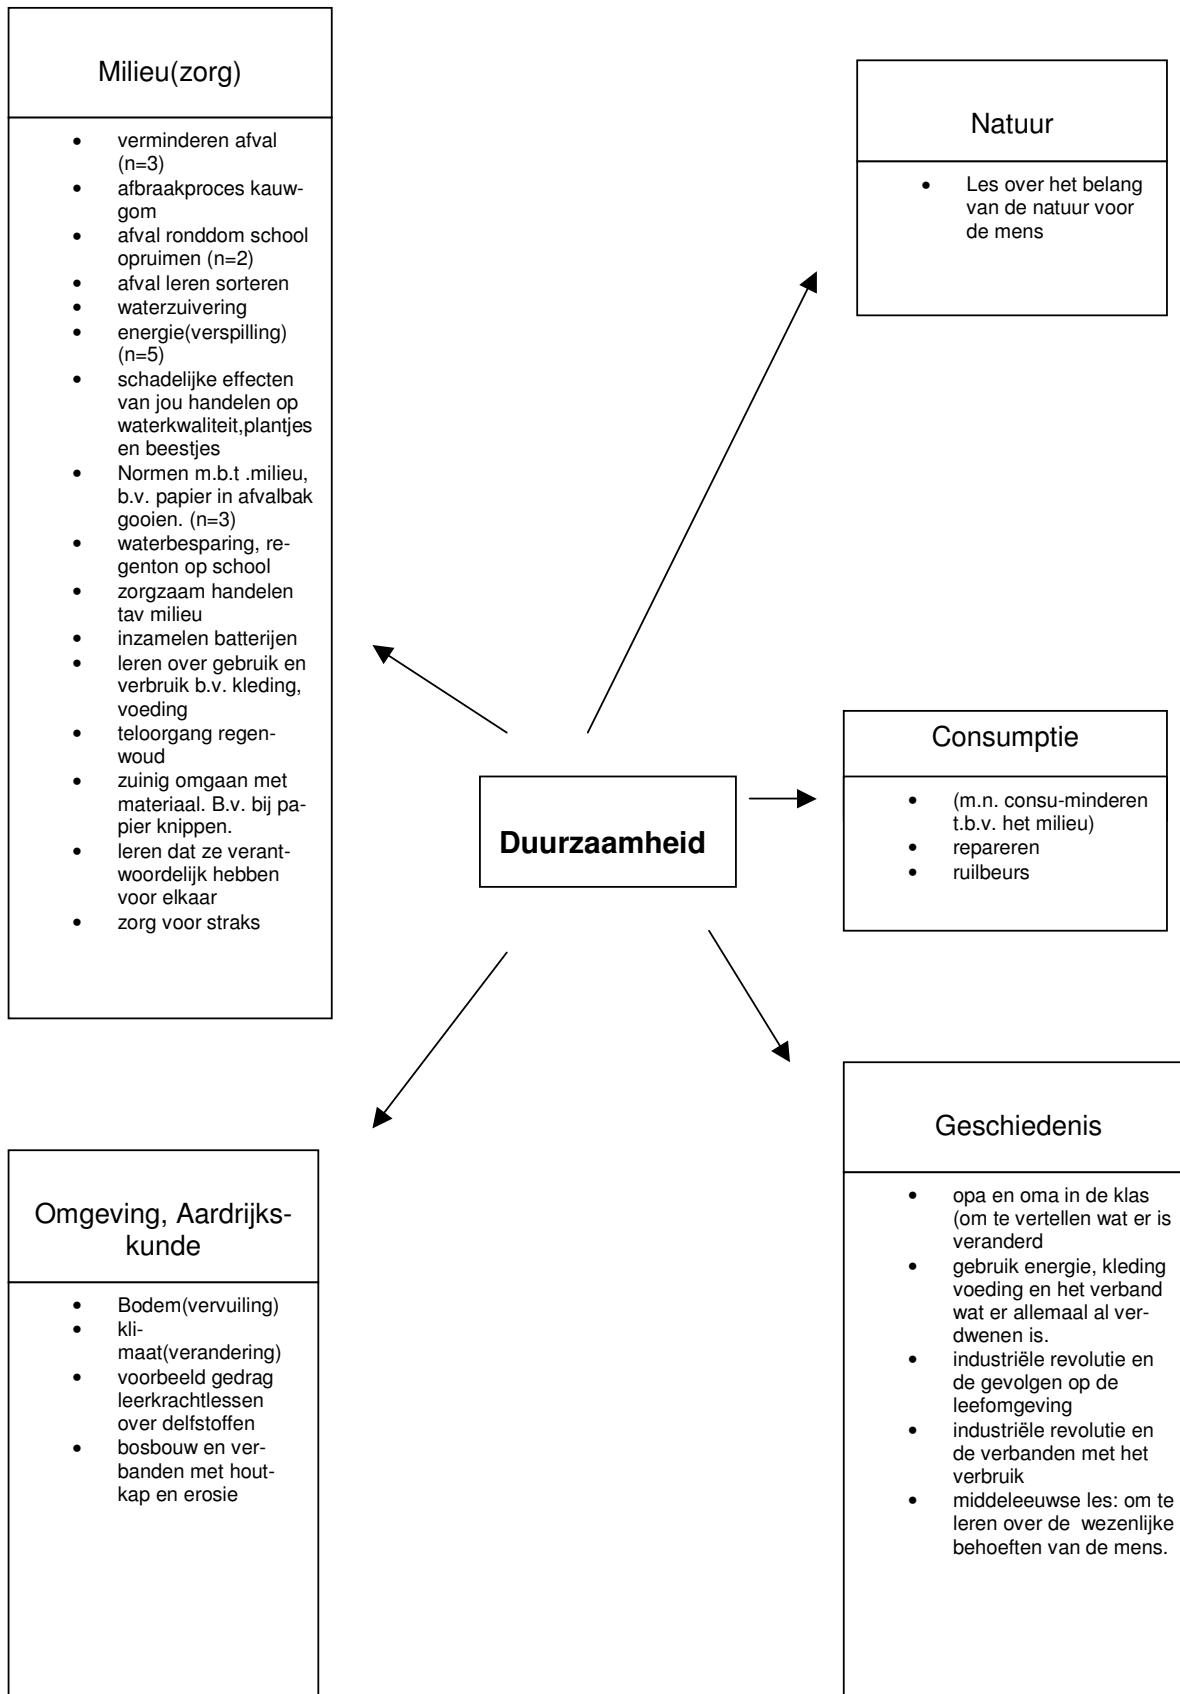 Milieu(zorg)
• verminderen afval
(n=3)
• afbraakproces kauw-
gom
• afval ronddom school
opruimen (n=2)
• afval leren sorteren
• waterzuivering
• energie(verspilling)
(n=5)
• schadelijke effecten
van jou handelen op
waterkwaliteit,plantjes
en beestjes
• Normen m.b.t .milieu,
b.v. papier in afvalbak
gooien. (n=3)
• waterbesparing, re-
genton op school
• zorgzaam handelen
tav milieu
• inzamelen batterijen
• leren over gebruik en
verbruik b.v. kleding,
voeding
• teloorgang regen-
woud
• zuinig omgaan met
materiaal. B.v. bij pa-
pier knippen.
• leren dat ze verant-
woordelijk hebben
voor elkaar
• zorg voor straks
Natuur
• Les over het belang
van de natuur voor
de mens
Duurzaamheid
Consumptie
• (m.n. consu-minderen
t.b.v. het milieu)
• repareren
• ruilbeurs
Omgeving, Aardrijks-
kunde
• Bodem(vervuiling)
• kli-
maat(verandering)
• voorbeeld gedrag
leerkrachtlessen
over delfstoffen
• bosbouw en ver-
banden met hout-
kap en erosie
Geschiedenis
• opa en oma in de klas
(om te vertellen wat er is
veranderd
• gebruik energie, kleding
voeding en het verband
wat er allemaal al ver-
dwenen is.
• industriële revolutie en
de gevolgen op de
leefomgeving
• industriële revolutie en
de verbanden met het
verbruik
• middeleeuwse les: om te
leren over de  wezenlijke
behoeften van de mens.